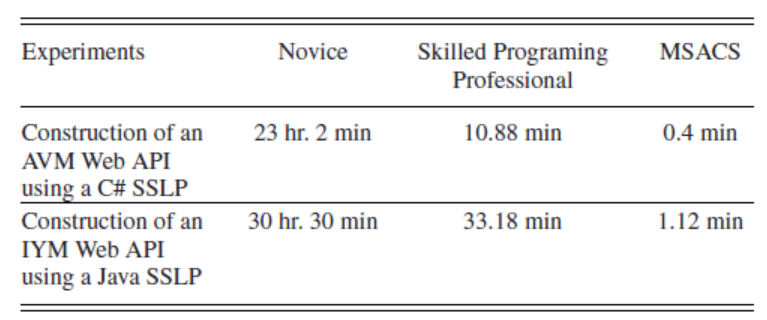 Experiments Novice Skilled Programing MSACS
Professional
Construction of an 23 hr. 2 min 10.88 min 0.4 min
AVM Web API
using a C# SSLP
Construction of an 30 hr. 30 min 33.18 min 1.12 min
IYM Web API
using a Java SSLP